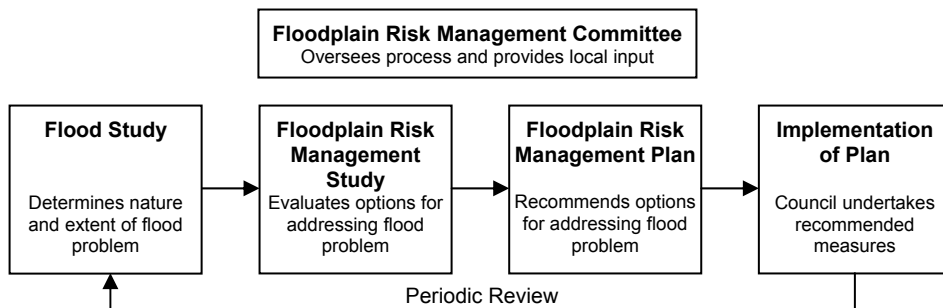 Floodplain Risk Management Committee
Oversees process and provides local input
Flood Study
Determines nature
and extent of flood
problem
Floodplain Risk
Management
Study
Evaluates options for
addressing flood
problem
Floodplain Risk
Management Plan
Recommends options
for addressing flood
problem
Implementation
of Plan
Council undertakes
recommended
measures
Periodic Review